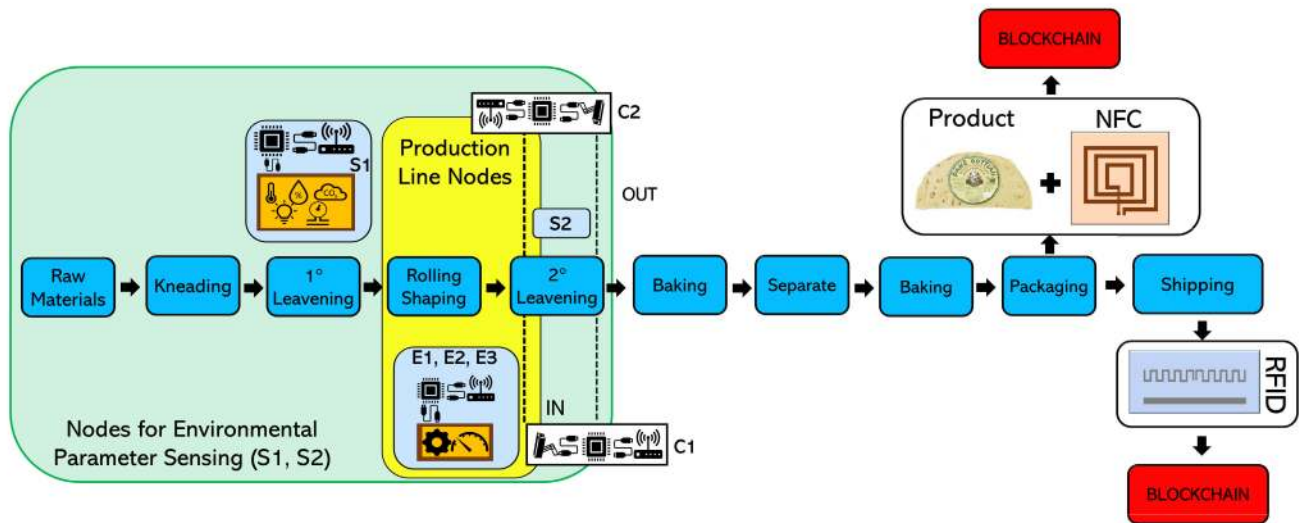 BLOCKCHAIN
C2
Product
NFC
S1
Production
Line Nodes
OUT
S2
Raw
Materials
Kneading
1°
Leavening
Rolling
Shaping
2°
Leavening
Baking
Separate
Baking
Packaging
Shipping
E1, E2, E3
IN
C1
RFID
Nodes for Environmental
Parameter Sensing (S1, S2)
BLOCKCHAIN
%
CO₂